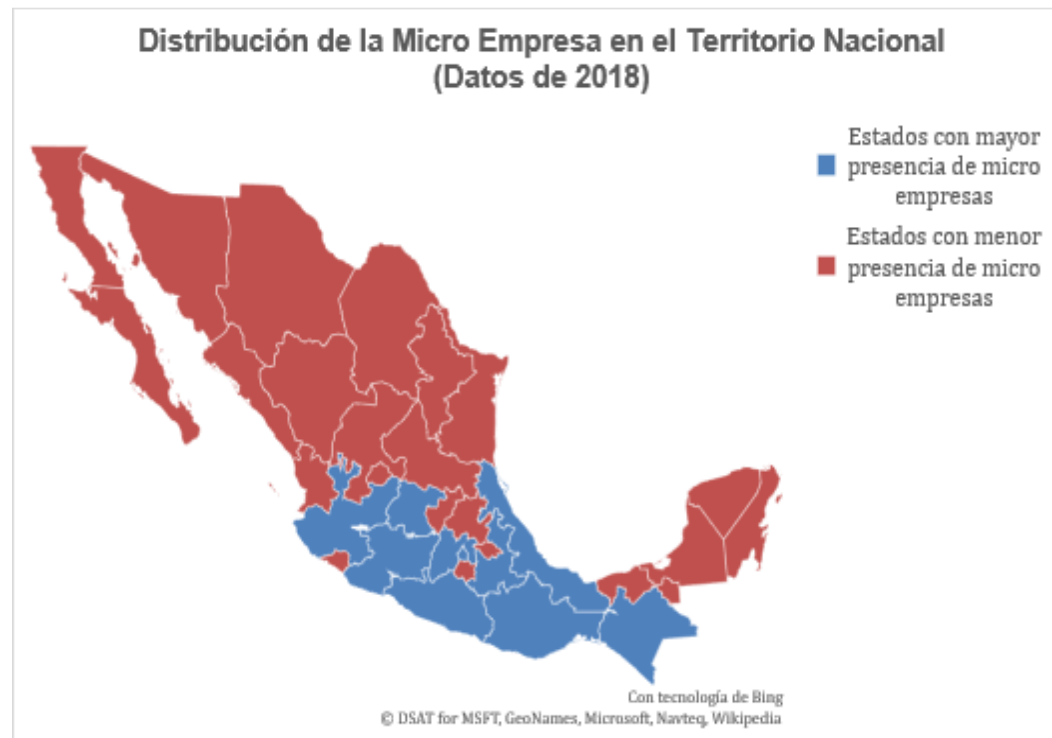 Distribución de la Micro Empresa en el Territorio Nacional
(Datos de 2018)
Estados con mayor
presencia de micro
empresas
Estados con menor
presencia de micro
empresas
Con tecnología de Bing
© DSAT for MSFT, GeoNames, Microsoft, Navteq, Wikipedia